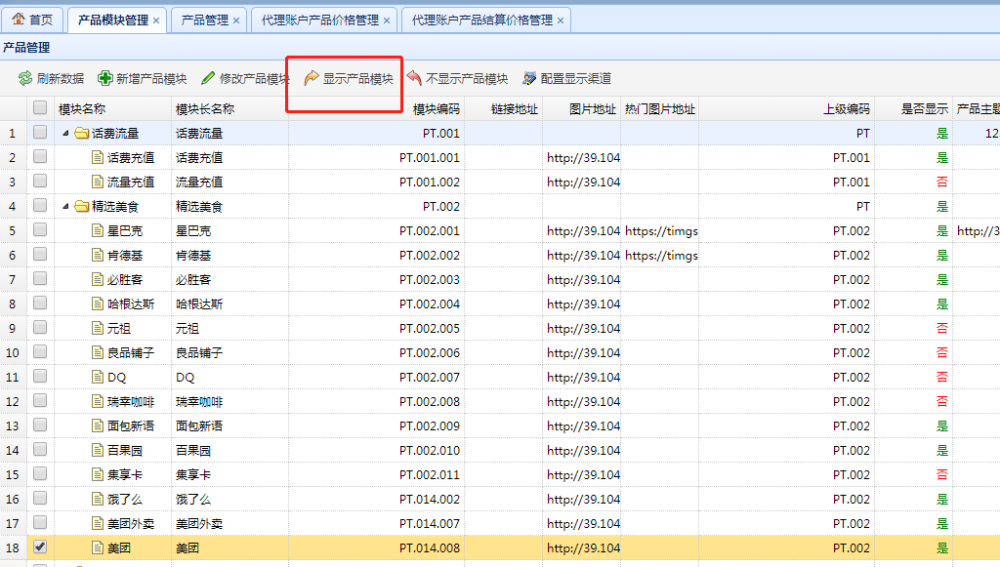 首页 产品模块管理 × 产品管理 × 代理账户产品价格管理 × 代理账户产品结算价格管理 ×
产品管理
刷新数据 新增产品模块 修改产品模块 显示产品模块 不显示产品模块 配置显示渠道
模块名称 模块长名称 模块编码 链接地址 图片地址 热门图片地址 上级编码 是否显示 产品主题
1 话费流量 话费流量 PT.001 PT 是 12
2 话费充值 话费充值 PT.001.001 http://39.104 PT.001 是
3 流量充值 流量充值 PT.001.002 http://39.104 PT.001 否
4 精选美食 精选美食 PT.002 PT 是
5 星巴克 星巴克 PT.002.001 http://39.104 https://timgs PT.002 是 http://3
6 肯德基 肯德基 PT.002.002 http://39.104 https://timgs PT.002 是
7 必胜客 必胜客 PT.002.003 http://39.104 PT.002 是
8 哈根达斯 哈根达斯 PT.002.004 http://39.104 PT.002 是
9 元祖 元祖 PT.002.005 http://39.104 PT.002 否
10 良品铺子 良品铺子 PT.002.006 http://39.104 PT.002 否
11 DQ DQ PT.002.007 http://39.104 PT.002 否
12 瑞幸咖啡 瑞幸咖啡 PT.002.008 http://39.104 PT.002 否
13 面包新语 面包新语 PT.002.009 http://39.104 PT.002 是
14 百果园 百果园 PT.002.010 http://39.104 PT.002 是
15 集享卡 集享卡 PT.002.011 http://39.104 PT.002 否
16 饿了么 饿了么 PT.014.002 http://39.104 PT.002 是
17 美团外卖 美团外卖 PT.014.007 http://39.104 PT.002 是
18 美团 美团 PT.014.008 http://39.104 PT.002 是